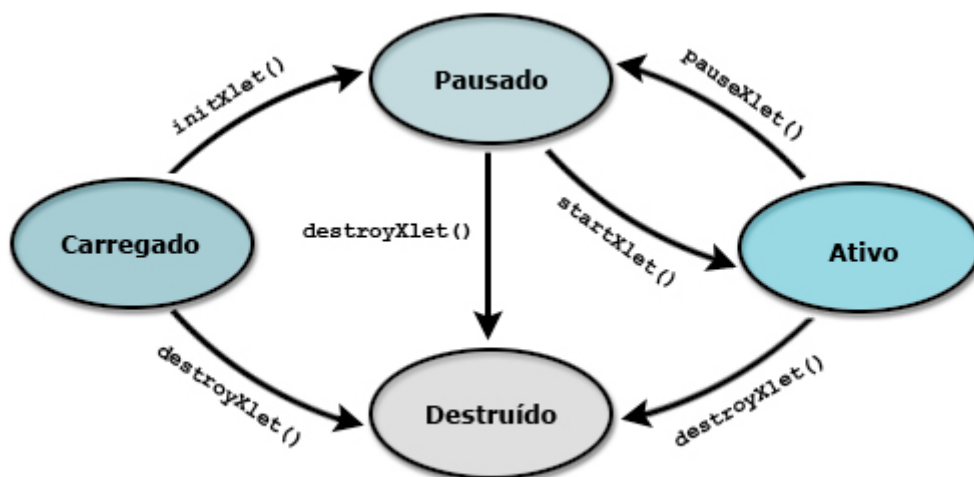 initXlet()
Pausado
pauseXlet()
Carregado
destroyXlet()
startXlet()
Ativo
destroyXlet()
Destruído
destroyXlet()